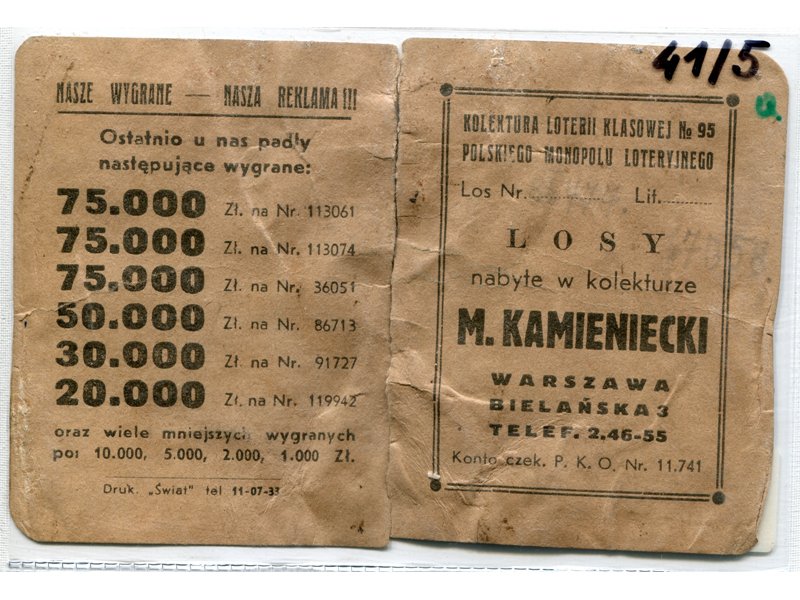 NASZE WYGRANE — NASZA REKLAMA!!!
Ostatnio u nas padły
następujące wygrane:
75.000 Zł. na Nr. 113061
75.000 Zł. na Nr. 113074
75.000 Zł. na Nr. 36051
50.000 Zł. na Nr. 86713
30.000 Zł. na Nr. 91727
20.000 Zł. na Nr. 119942
oraz wiele mniejszych wygranych
po: 10.000, 5.000, 2.000, 1.000 Zł.
Druk. „Świat" tel 11-07-33
41/5
KOLEKTURA LOTERII KLASOWEJ № 95
POLSKIEGO MONOPOLU LOTERYJNEGO
Los Nr. Lit.
LOSY
nabyte w kolekturze
M. KAMIENIECKI
WARSZAWA
BIELAŃSKA 3
TELEF. 2.46-55
Konto czek. P. K. O. Nr. 11.741